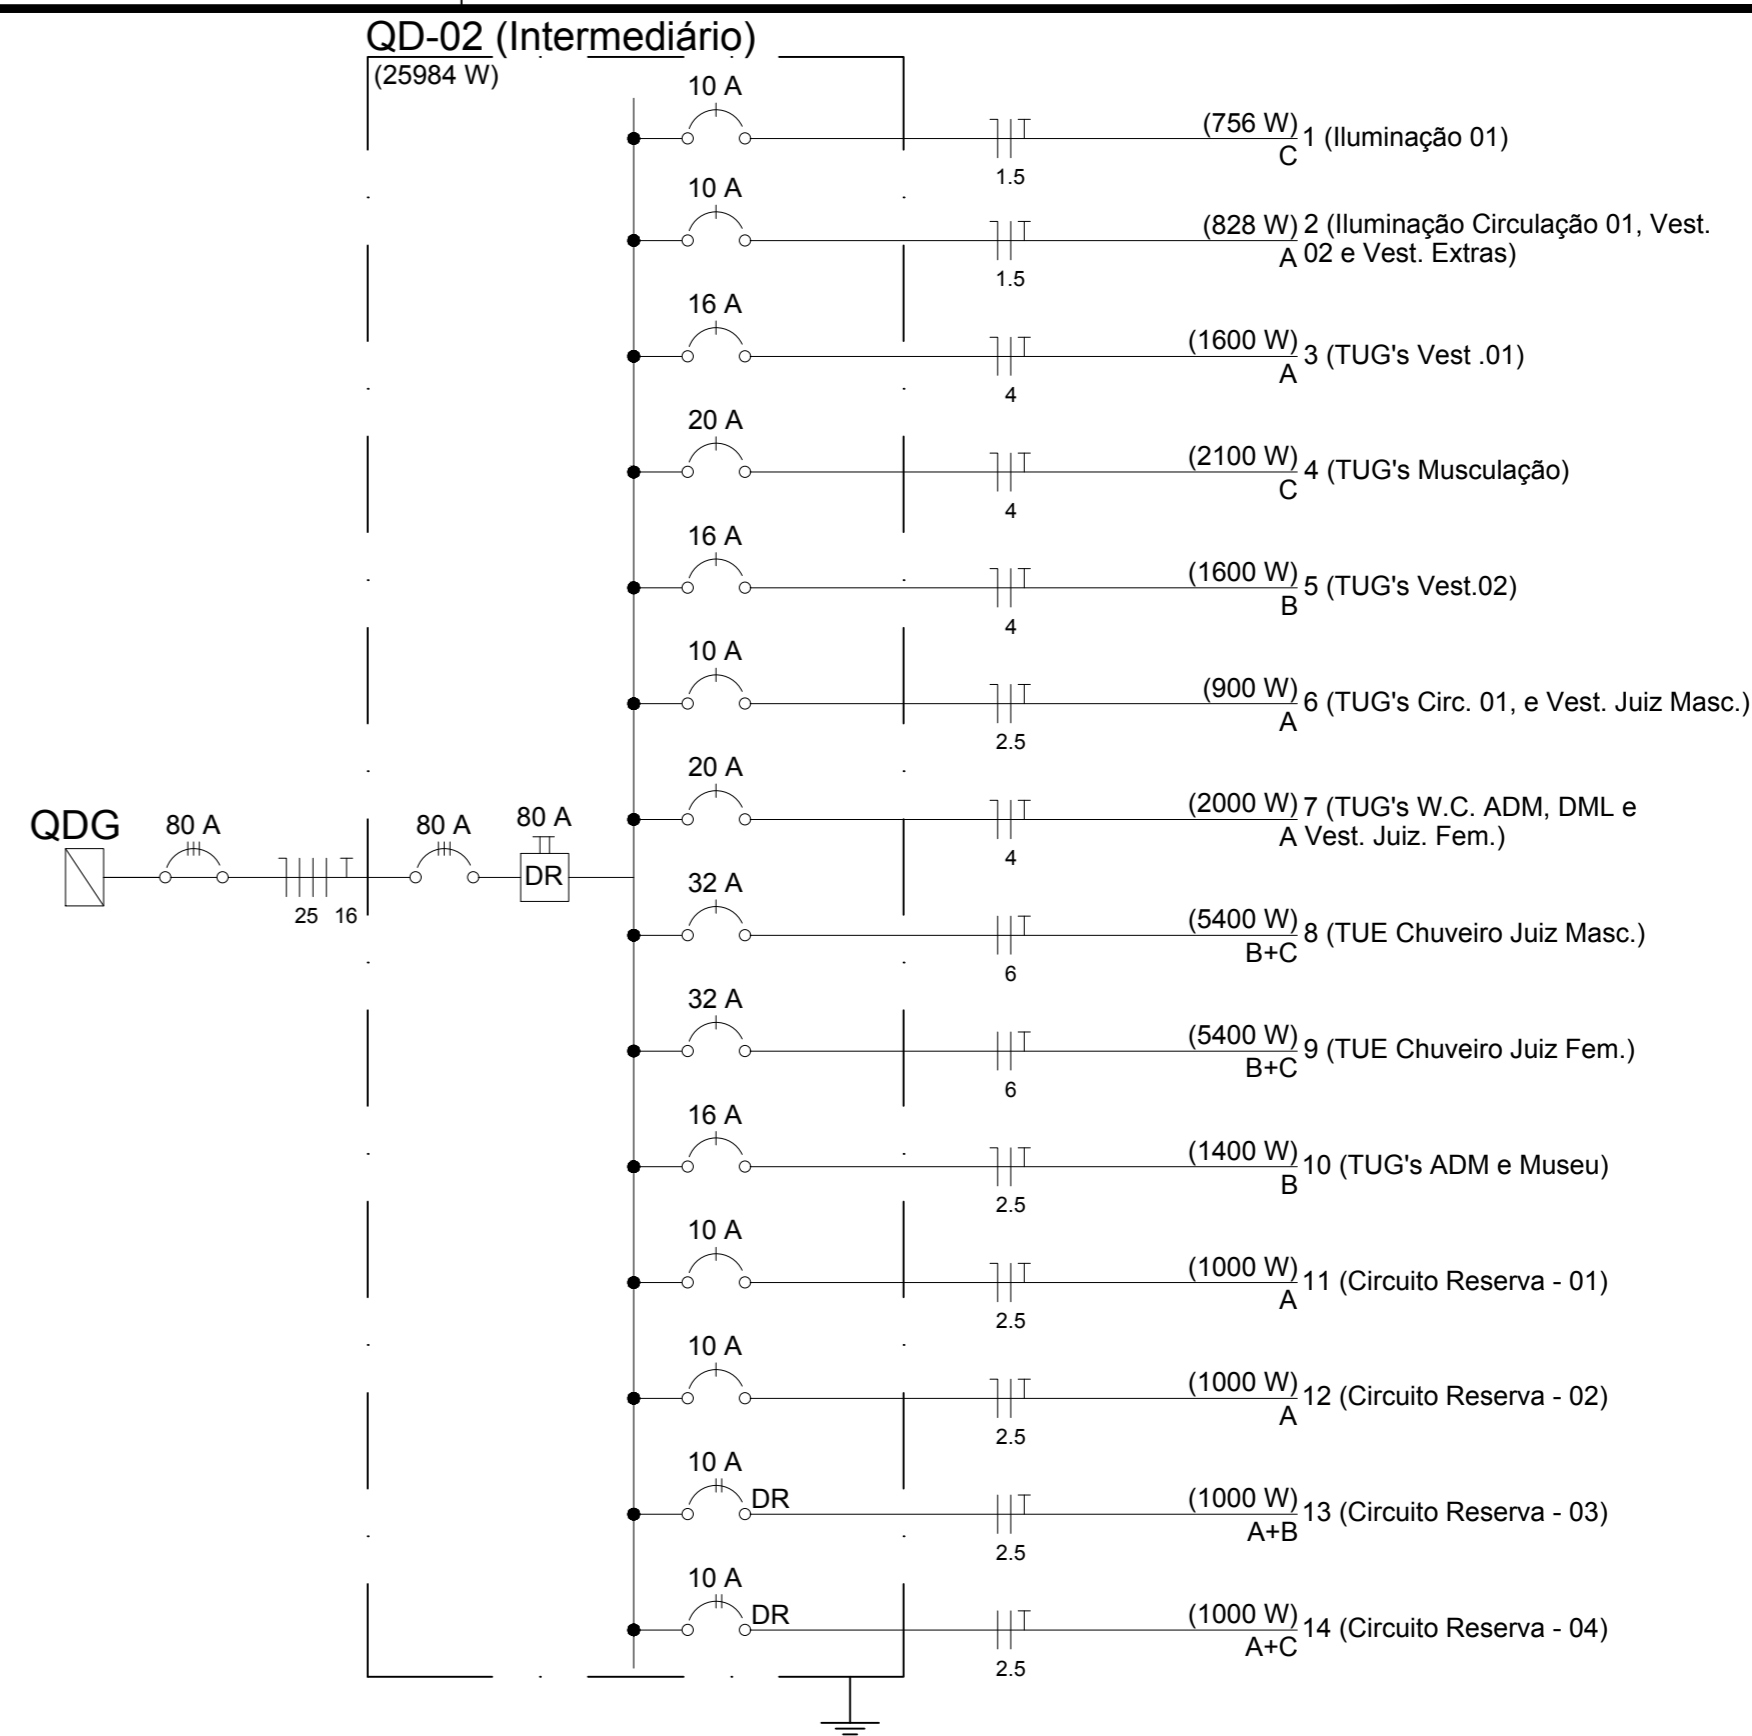 QD-02 (Intermediário)
(25984 W)
10 A
(756 W)
1 (Iluminação 01)
C
1.5
10 A
(828 W)
2 (Iluminação Circulação 01, Vest.
02 e Vest. Extras)
A
1.5
16 A
(1600 W)
3 (TUG's Vest .01)
A
4
20 A
(2100 W)
4 (TUG's Musculação)
C
4
16 A
(1600 W)
5 (TUG's Vest.02)
B
4
10 A
(900 W)
6 (TUG's Circ. 01, e Vest. Juiz Masc.)
A
2.5
20 A
(2000 W)
7 (TUG's W.C. ADM, DML e
Vest. Juiz. Fem.)
A
4
QDG
80 A
25 16
80 A
80 A
DR
32 A
(5400 W)
8 (TUE Chuveiro Juiz Masc.)
B+C
6
32 A
(5400 W)
9 (TUE Chuveiro Juiz Fem.)
B+C
6
16 A
(1400 W)
10 (TUG's ADM e Museu)
B
2.5
10 A
(1000 W)
11 (Circuito Reserva - 01)
A
2.5
10 A
(1000 W)
12 (Circuito Reserva - 02)
A
2.5
10 A
DR
(1000 W)
13 (Circuito Reserva - 03)
A+B
2.5
10 A
DR
(1000 W)
14 (Circuito Reserva - 04)
A+C
2.5